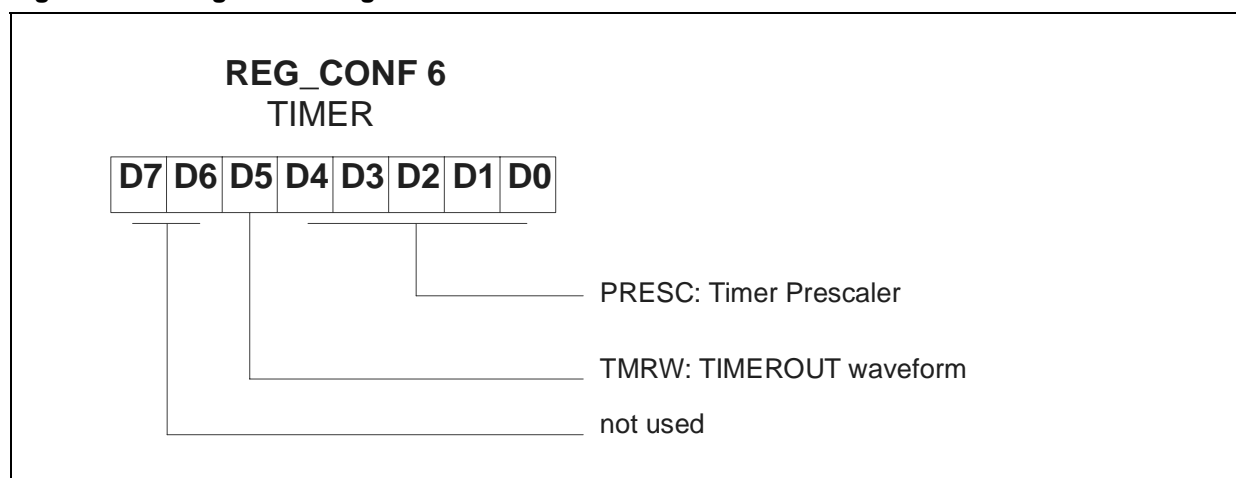 REG_CONF 6
TIMER
D7 D6 D5 D4 D3 D2 D1 D0
PRESC: Timer Prescaler
TMRW: TIMEROUT waveform
not used